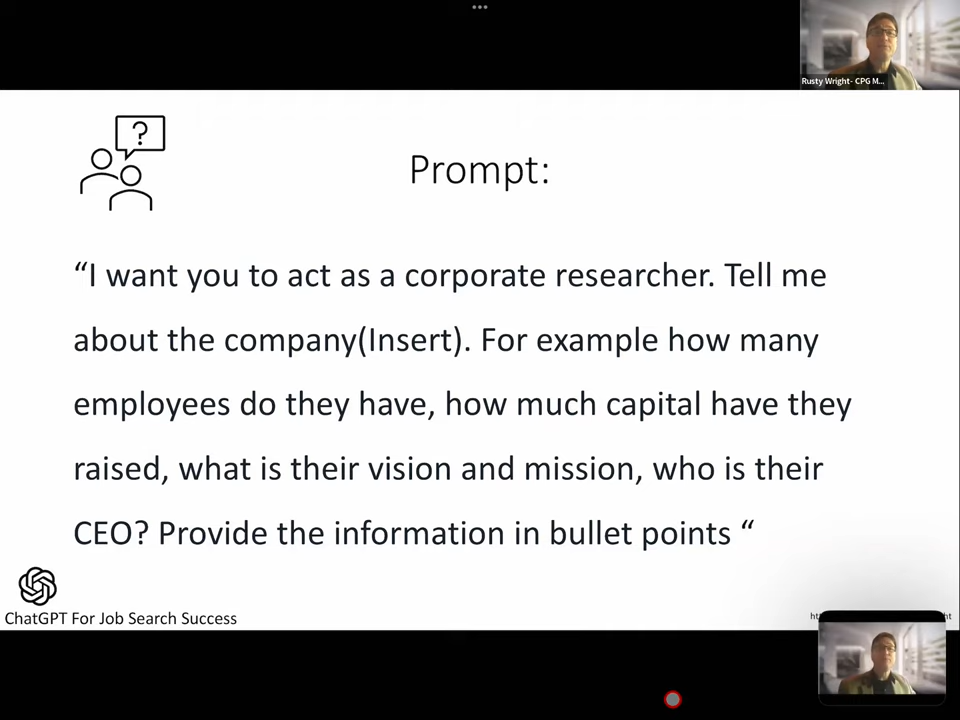 Rusty Wright- CPG M...
?
Prompt:
“I want you to act as a corporate researcher. Tell me
about the company(Insert). For example how many
employees do they have, how much capital have they
raised, what is their vision and mission, who is their
CEO? Provide the information in bullet points “
ChatGPT For Job Search Success